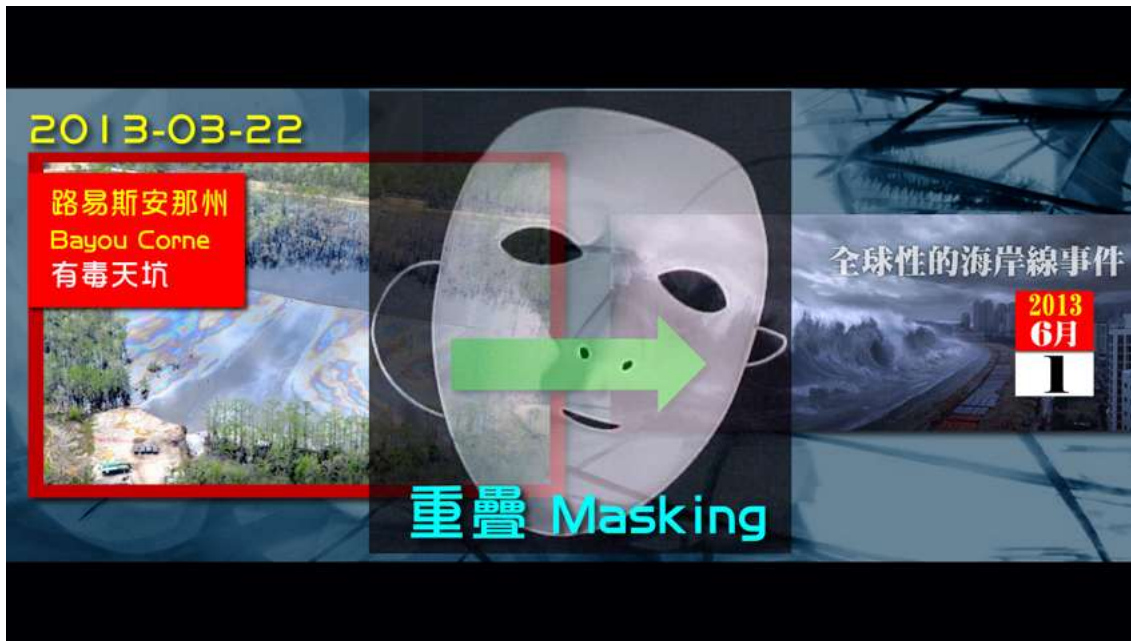 2013-03-22
路易斯安那州
Bayou Corne
有毒天坑
全球性的海岸線事件
2013
6月
1
重疊 Masking